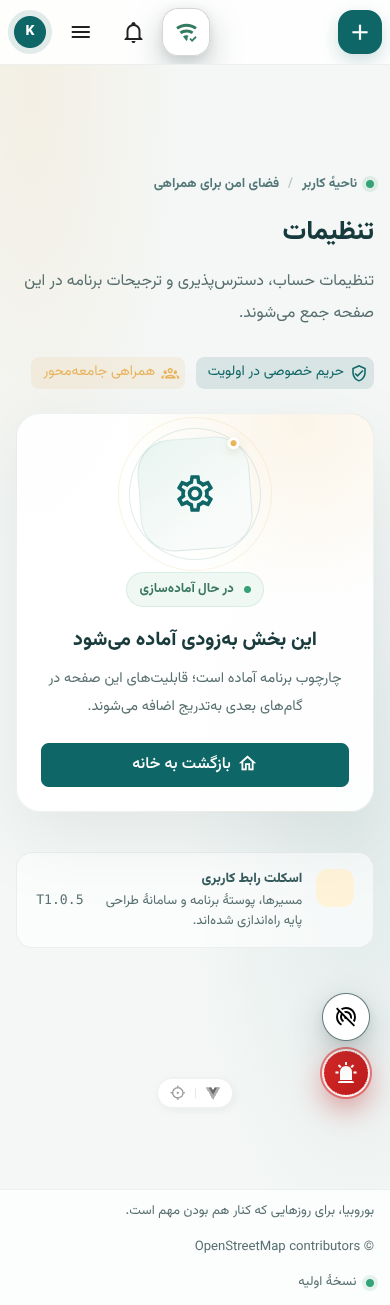 K
ناحیهٔ کاربر / فضای امن برای همراهی
تنظیمات
تنظیمات حساب، دسترس‌پذیری و ترجیحات برنامه در این
صفحه جمع می‌شوند.
حریم خصوصی در اولویت
همراهی جامعه‌محور
در حال آماده‌سازی
این بخش به‌زودی آماده می‌شود
چارچوب برنامه آماده است؛ قابلیت‌های این صفحه در
گام‌های بعدی به‌تدریج اضافه می‌شوند.
بازگشت به خانه
اسکلت رابط کاربری
مسیرها، پوستهٔ برنامه و سامانهٔ طراحی
پایه راه‌اندازی شده‌اند.
T1.0.5
بوروبیا، برای روزهایی که کنار هم بودن مهم است.
© OpenStreetMap contributors
نسخهٔ اولیه